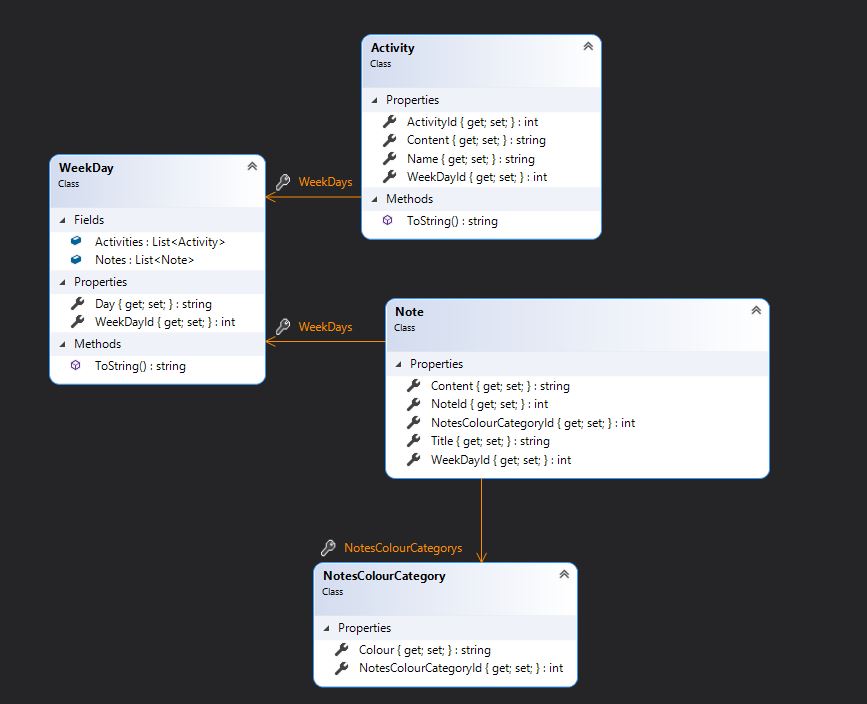 Activity
Class
Properties
ActivityId { get; set; } : int
Content { get; set; } : string
Name { get; set; } : string
WeekDayId { get; set; } : int
Methods
ToString() : string
WeekDays
WeekDay
Class
Fields
Activities : List<Activity>
Notes : List<Note>
Properties
Day { get; set; } : string
WeekDayId { get; set; } : int
Methods
ToString() : string
WeekDays
Note
Class
Properties
Content { get; set; } : string
NoteId { get; set; } : int
NotesColourCategoryId { get; set; } : int
Title { get; set; } : string
WeekDayId { get; set; } : int
NotesColourCategorys
NotesColourCategory
Class
Properties
Colour { get; set; } : string
NotesColourCategoryId { get; set; } : int